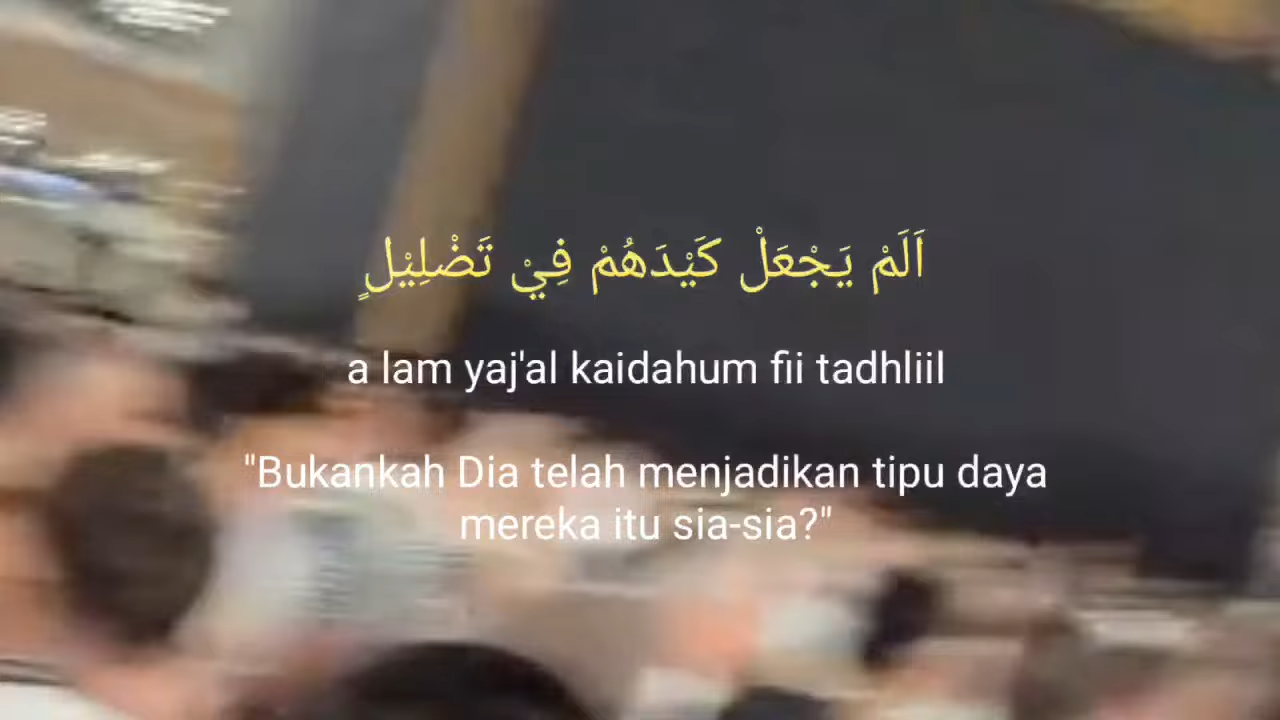 اَلَمْ يَجْعَلْ كَيْدَهُمْ فِيْ تَضْلِيْلٍ
a lam yaj'al kaidahum fii tadhliil
"Bukankah Dia telah menjadikan tipu daya
mereka itu sia-sia?"